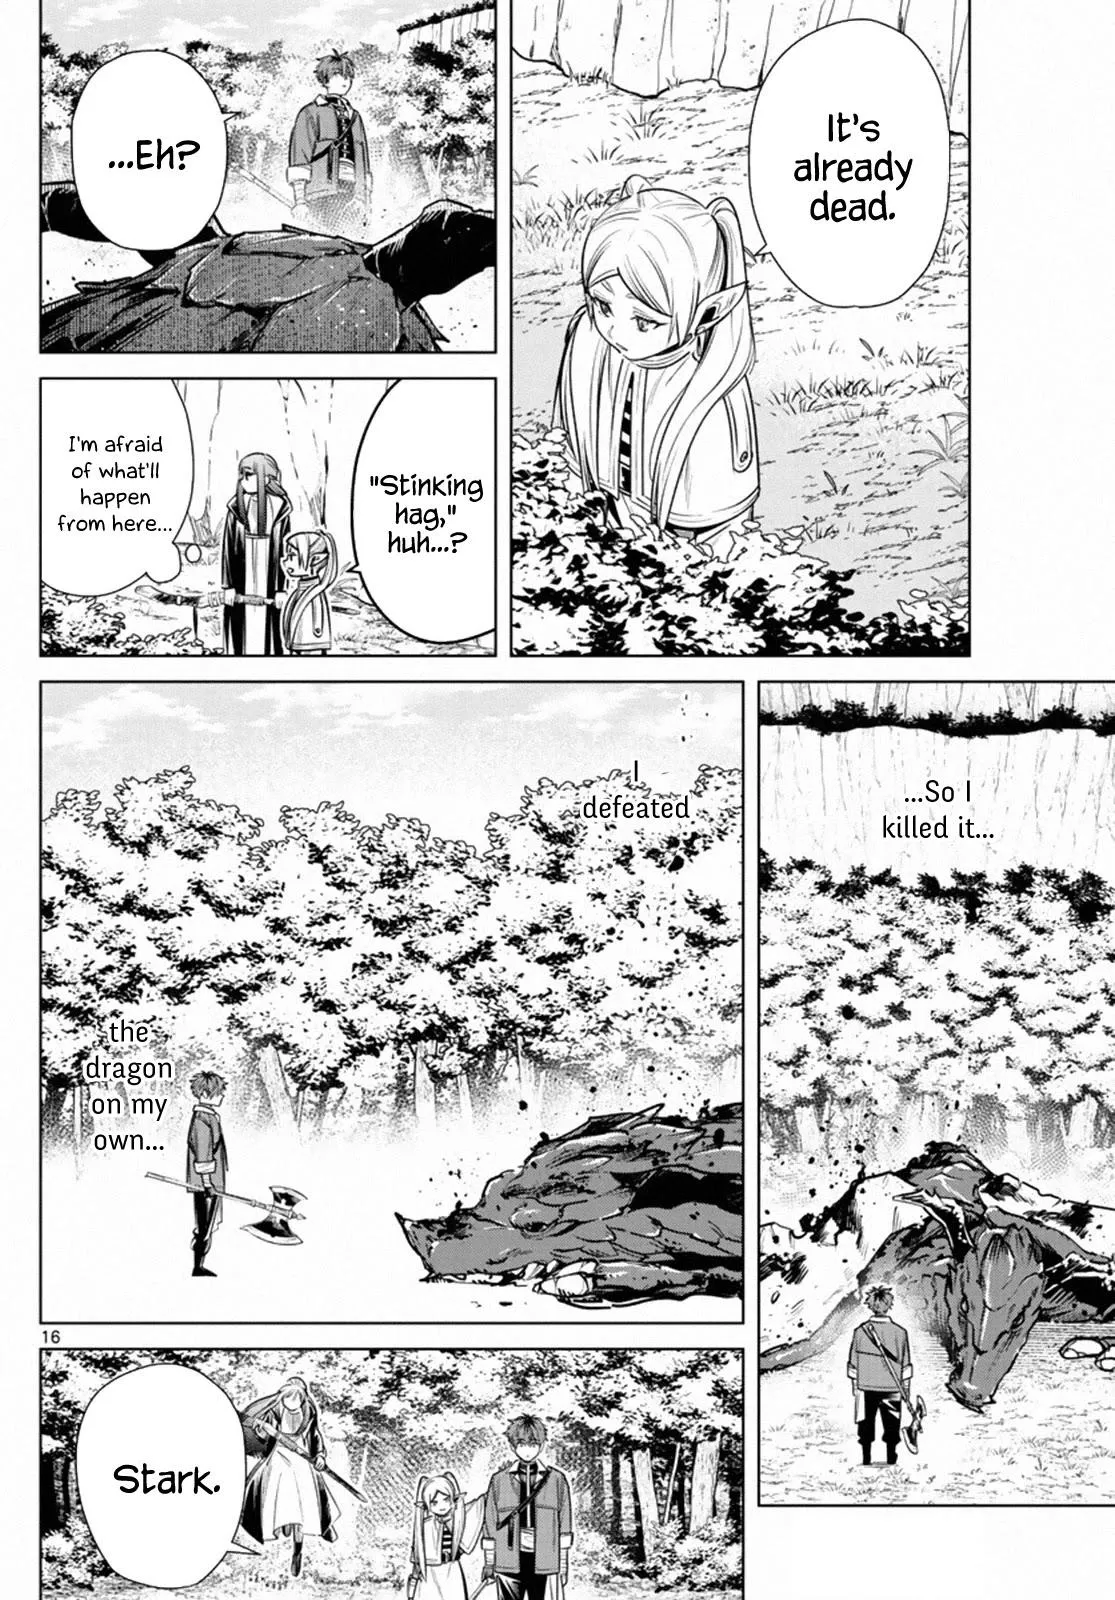 It's
already
dead.
...Eh?
"Stinking
hag,"
huh...?
I'm afraid
of what'll
happen
from here...
...So I
killed it...
I
defeated
the
dragon
on my
own...
16
Stark.